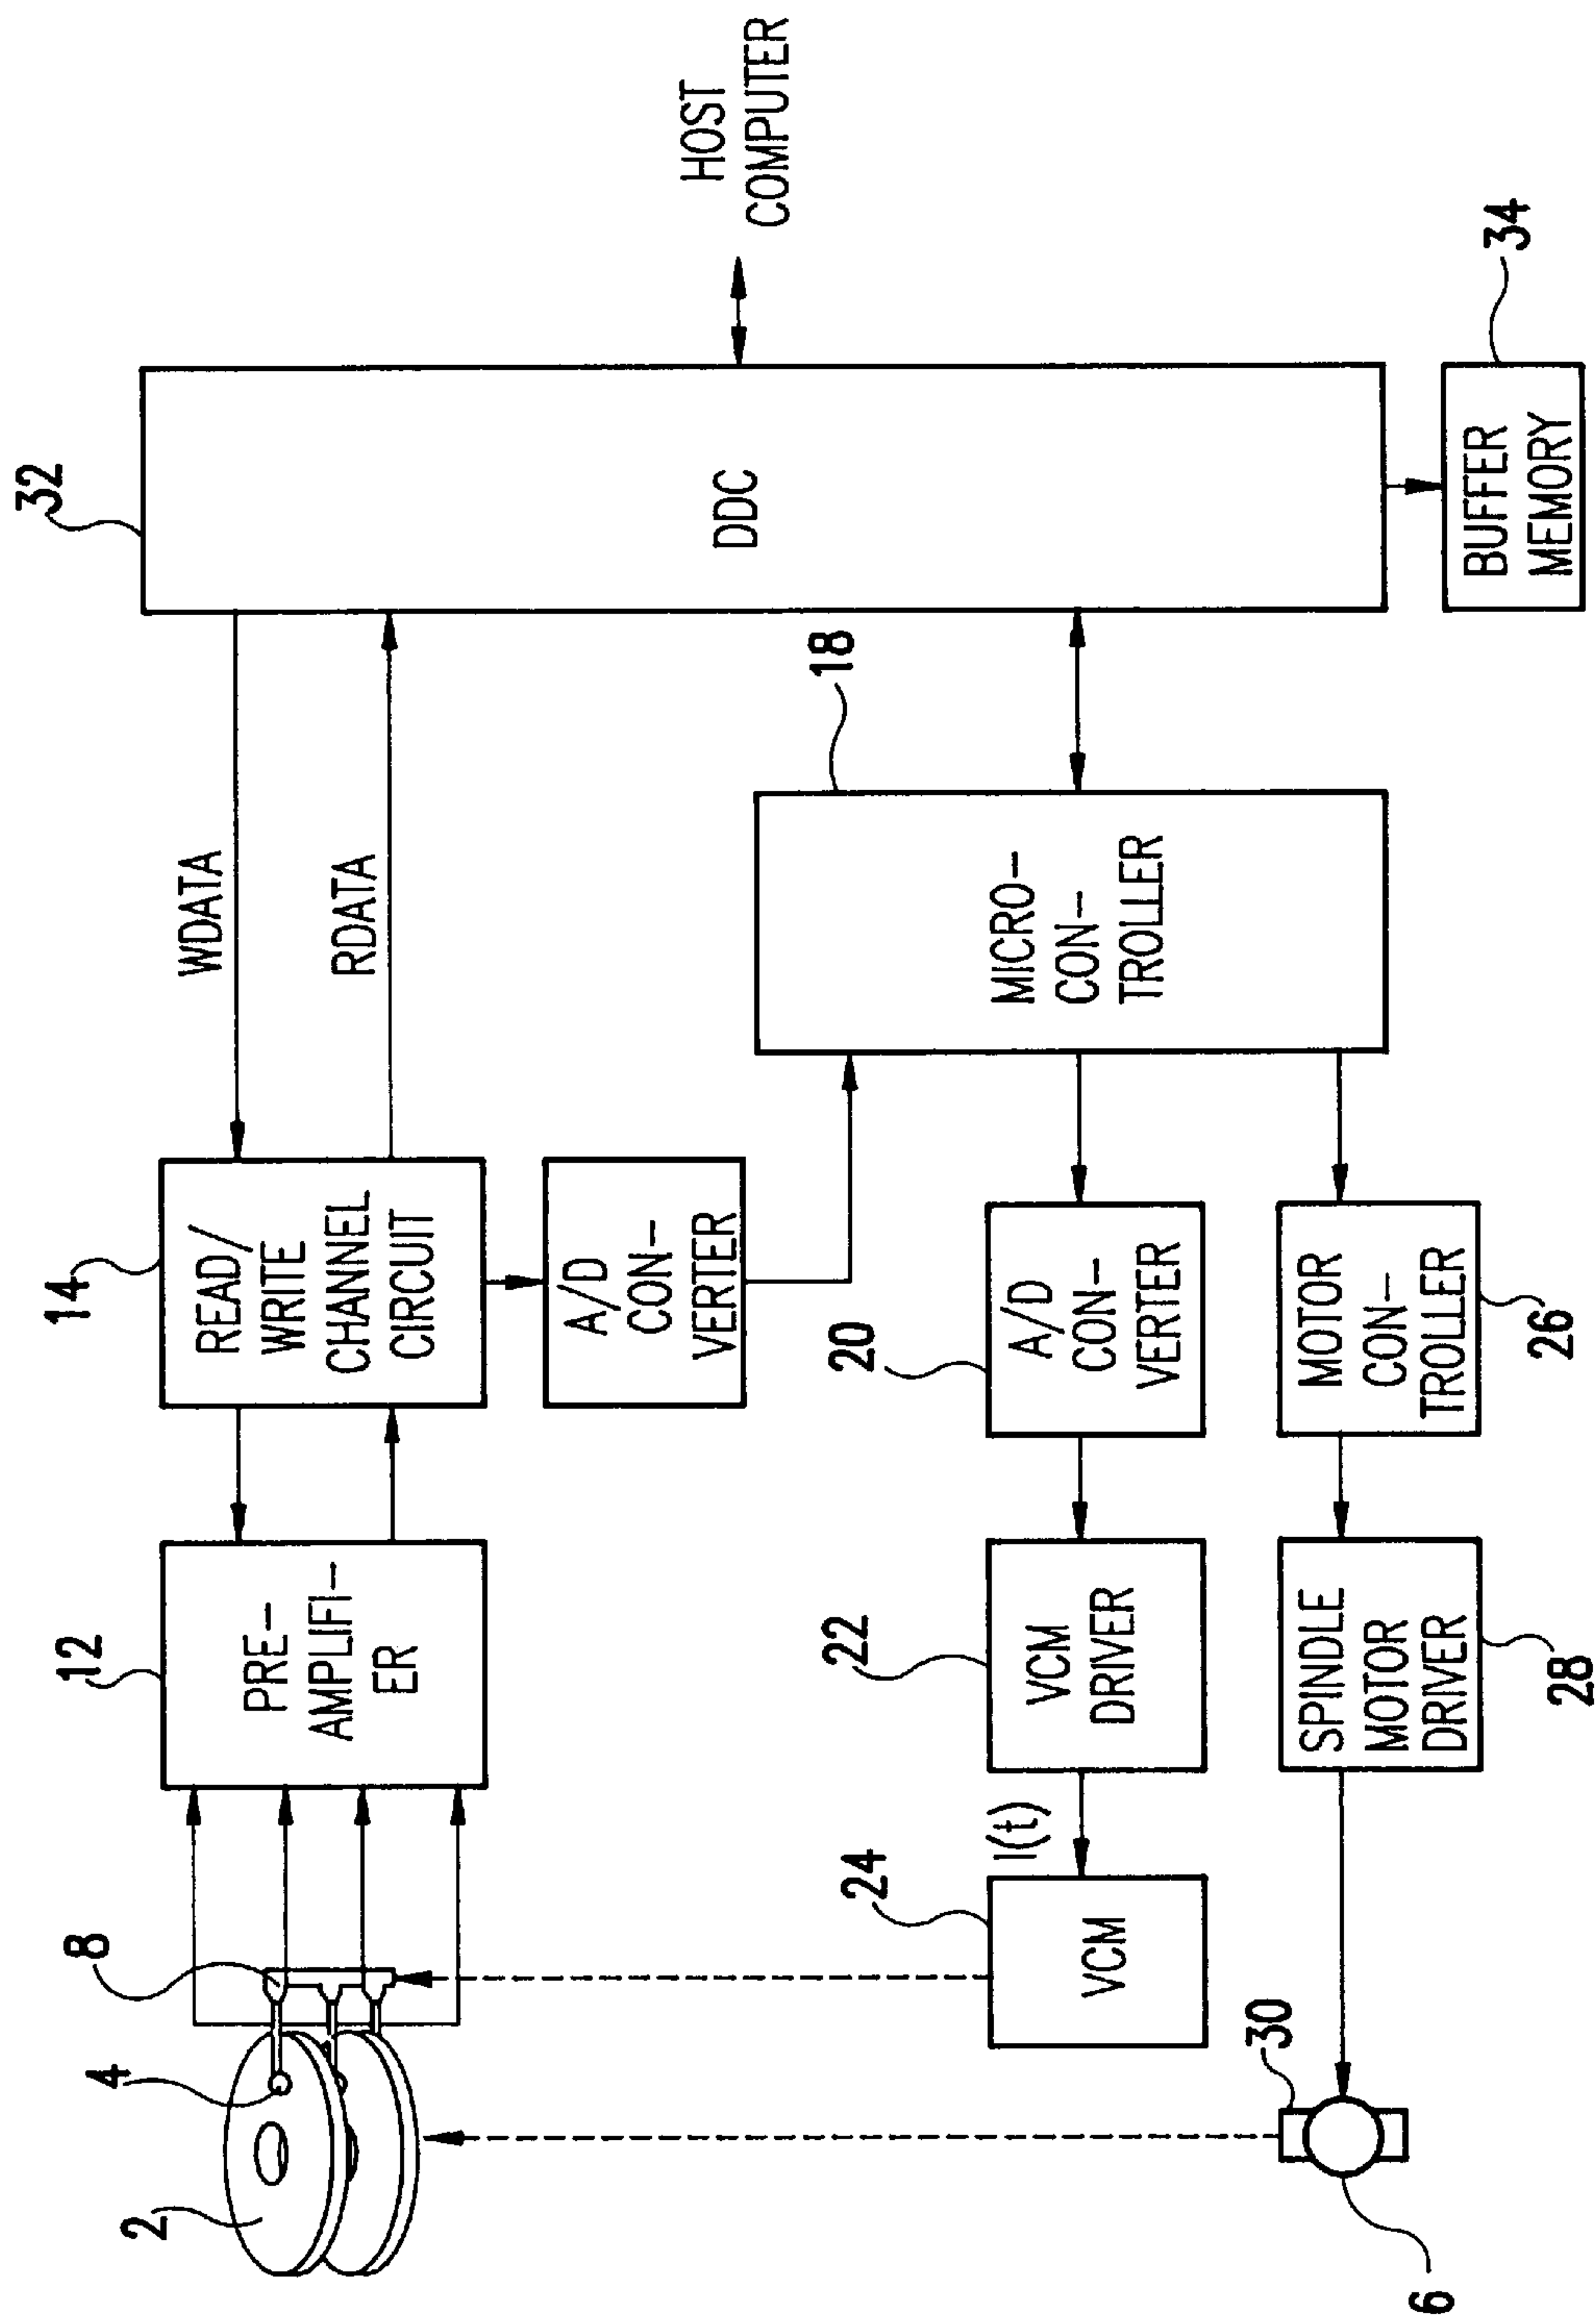 2
4
8
12
PRE-
AMPLIFI-
ER
14
READ/
WRITE
CHANNEL
CIRCUIT
WDATA
RDATA
32
DDC
HOST
COMPUTER
A/D
CON-
VERTER
18
MICRO-
CON-
TROLLER
24
VCM
I(t)
22
VCM
DRIVER
20
A/D
CON-
VERTER
30
6
SPINDLE
MOTOR
DRIVER
28
MOTOR
CON-
TROLLER
26
BUFFER
MEMORY
34